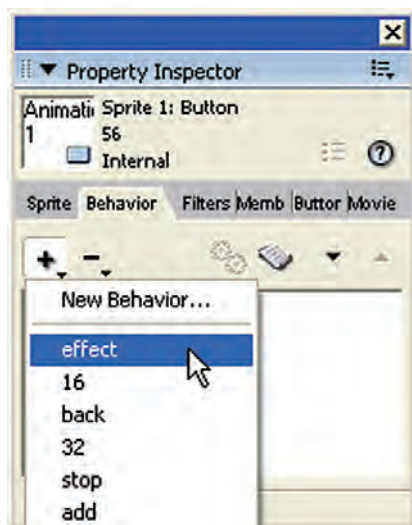 Property Inspector
Animati Sprite 1: Button
1 56
Internal
Sprite Behavior Filters Memb Buttor Movie
New Behavior...
effect
16
back
32
stop
add